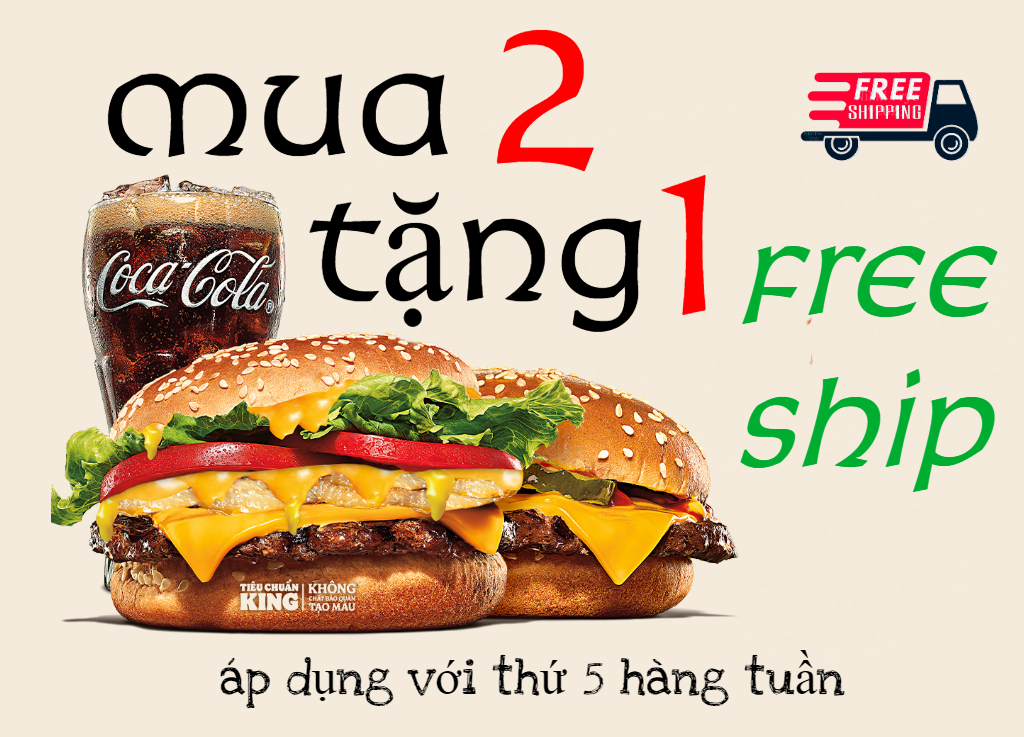 mua 2
tặng 1
FREE
SHIPPING
FREE
ship
Coca-Cola®
TIÊU CHUẨN
KING
KHÔNG
CHẤT BẢO QUẢN
TẠO MÀU
áp dụng với thứ 5 hàng tuần